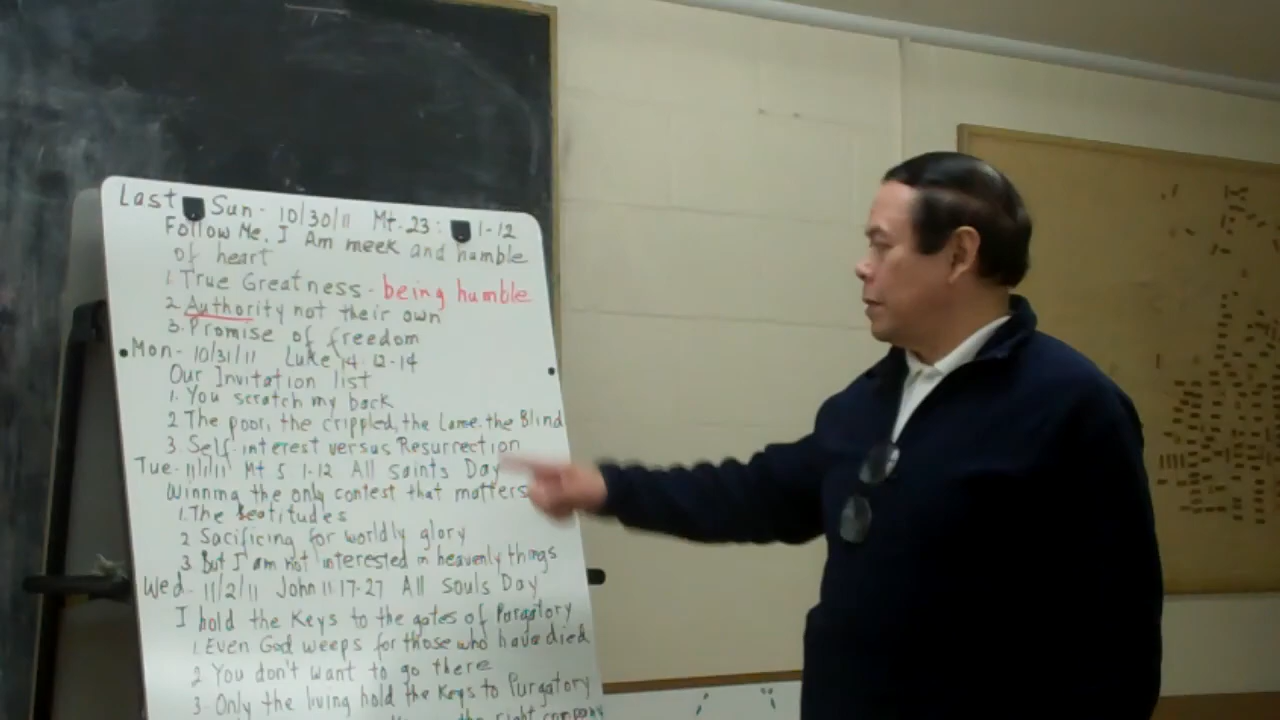 Last Sun - 10/30/11 Mt. 23: 1-12
Follow Me, I Am meek and humble
of heart
1. True Greatness - being humble
2. Authority not their own
3. Promise of freedom
Mon - 10/31/11 Luke 14 12-14
Our Invitation list
1. You scratch my back
2 The poor, the crippled, the Lame, the Blind
3. Self-interest versus Resurrection
Tue - 11/1/11 Mt 5 1-12 All saints Day
Winning the only contest that matters
1. The Beatitudes
2 Sacificing for worldly glory
3. But I am not interested in heavenly things
Wed - 11/2/11 John 11 17-27 All Souls Day
I hold the Keys to the gates of Purgatory
1. Even God weeps for those who have died
2 You don't want to go there
3 Only the living hold the Keys to Purgatory
the right company